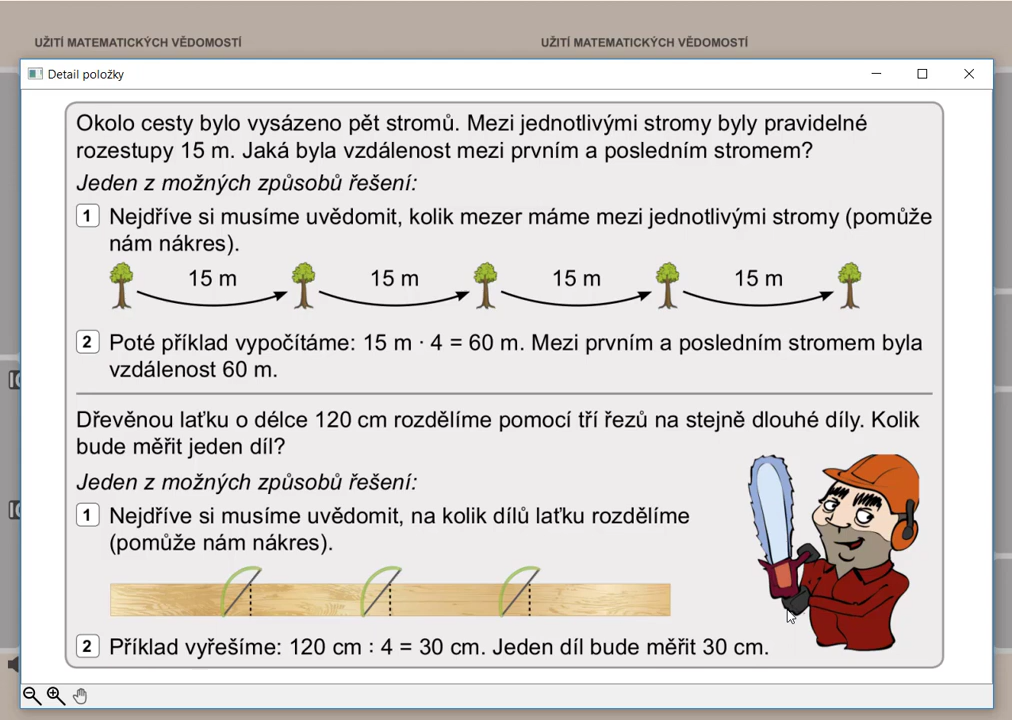 UŽITÍ MATEMATICKÝCH VĚDOMOSTÍ UŽITÍ MATEMATICKÝCH VĚDOMOSTÍ
Detail položky
Okolo cesty bylo vysázeno pět stromů. Mezi jednotlivými stromy byly pravidelné
rozestupy 15 m. Jaká byla vzdálenost mezi prvním a posledním stromem?
Jeden z možných způsobů řešení:
1 Nejdříve si musíme uvědomit, kolik mezer máme mezi jednotlivými stromy (pomůže
nám nákres).
15 m 15 m 15 m 15 m
2 Poté příklad vypočítáme: 15 m · 4 = 60 m. Mezi prvním a posledním stromem byla
vzdálenost 60 m.
Dřevěnou laťku o délce 120 cm rozdělíme pomocí tří řezů na stejně dlouhé díly. Kolik
bude měřit jeden díl?
Jeden z možných způsobů řešení:
1 Nejdříve si musíme uvědomit, na kolik dílů laťku rozdělíme
(pomůže nám nákres).
2 Příklad vyřešíme: 120 cm : 4 = 30 cm. Jeden díl bude měřit 30 cm.